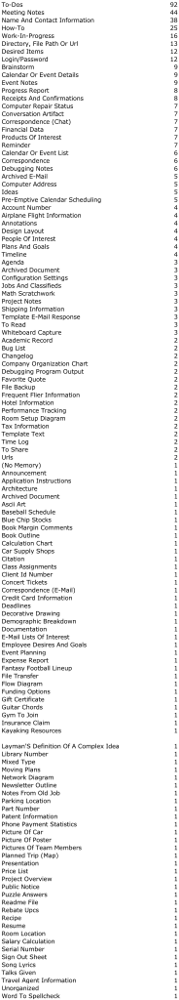 To-Dos 92
Meeting Notes 44
Name And Contact Information 38
How-To 25
Work-In-Progress 16
Directory, File Path Or Url 13
Desired Items 12
Login/Password 12
Brainstorm 9
Calendar Or Event Details 9
Event Notes 9
Progress Report 8
Receipts And Confirmations 8
Computer Repair Status 7
Conversation Artifact 7
Correspondence (Chat) 7
Financial Data 7
Products Of Interest 7
Reminder 7
Calendar Or Event List 6
Correspondence 6
Debugging Notes 6
Archived E-Mail 5
Computer Address 5
Ideas 5
Pre-Emptive Calendar Scheduling 5
Account Number 4
Airplane Flight Information 4
Annotations 4
Design Layout 4
People Of Interest 4
Plans And Goals 4
Timeline 4
Agenda 3
Archived Document 3
Configuration Settings 3
Jobs And Classifieds 3
Math Scratchwork 3
Project Notes 3
Shipping Information 3
Template E-Mail Response 3
To Read 3
Whiteboard Capture 3
Academic Record 2
Bug List 2
Changelog 2
Company Organization Chart 2
Debugging Program Output 2
Favorite Quote 2
File Backup 2
Frequent Flier Information 2
Hotel Information 2
Performance Tracking 2
Room Setup Diagram 2
Tax Information 2
Template Text 2
Time Log 2
To Share 2
Urls 2
(No Memory) 1
Announcement 1
Application Instructions 1
Architecture 1
Archived Document 1
Ascii Art 1
Baseball Schedule 1
Blue Chip Stocks 1
Book Margin Comments 1
Book Outline 1
Calculation Chart 1
Car Supply Shops 1
Citation 1
Class Assignments 1
Client Id Number 1
Concert Tickets 1
Correspondence (E-Mail) 1
Credit Card Information 1
Deadlines 1
Decorative Drawing 1
Demographic Breakdown 1
Documentation 1
E-Mail Lists Of Interest 1
Employee Desires And Goals 1
Event Planning 1
Expense Report 1
Fantasy Football Lineup 1
File Transfer 1
Flow Diagram 1
Funding Options 1
Gift Certificate 1
Guitar Chords 1
Gym To Join 1
Insurance Claim 1
Kayaking Resources 1
Layman'S Definition Of A Complex Idea 1
Library Number 1
Mixed Type 1
Moving Plans 1
Network Diagram 1
Newsletter Outline 1
Notes From Old Job 1
Parking Location 1
Part Number 1
Patent Information 1
Phone Payment Statistics 1
Picture Of Car 1
Picture Of Poster 1
Pictures Of Team Members 1
Planned Trip (Map) 1
Presentation 1
Price List 1
Project Overview 1
Public Notice 1
Puzzle Answers 1
Readme File 1
Rebate Upcs 1
Recipe 1
Resume 1
Room Location 1
Salary Calculation 1
Serial Number 1
Sign Out Sheet 1
Song Lyrics 1
Talks Given 1
Travel Agent Information 1
Unorganized 1
Word To Spellcheck 1